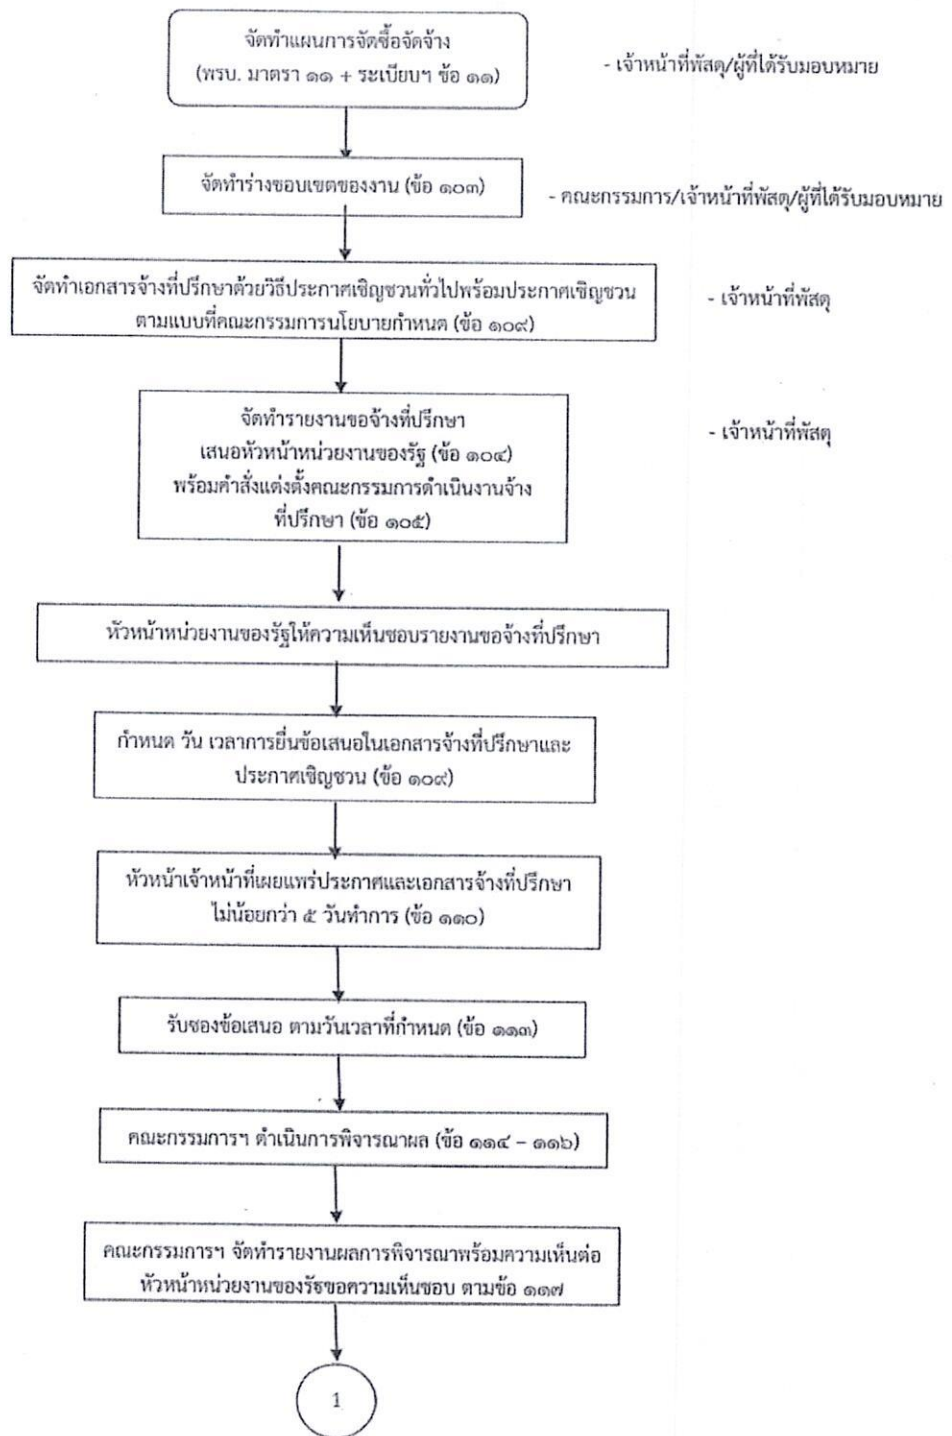 จัดทำแผนการจัดซื้อจัดจ้าง
(พรบ. มาตรา ๑๑ + ระเบียบฯ ข้อ ๑๑)
- เจ้าหน้าที่พัสดุ/ผู้ที่ได้รับมอบหมาย
จัดทำร่างขอบเขตของงาน (ข้อ ๑๐๓)
- คณะกรรมการ/เจ้าหน้าที่พัสดุ/ผู้ที่ได้รับมอบหมาย
จัดทำเอกสารจ้างที่ปรึกษาด้วยวิธีประกาศเชิญชวนทั่วไปพร้อมประกาศเชิญชวน
ตามแบบที่คณะกรรมการนโยบายกำหนด (ข้อ ๑๐๙)
- เจ้าหน้าที่พัสดุ
จัดทำรายงานขอจ้างที่ปรึกษา
เสนอหัวหน้าหน่วยงานของรัฐ (ข้อ ๑๐๔)
พร้อมคำสั่งแต่งตั้งคณะกรรมการดำเนินงานจ้าง
ที่ปรึกษา (ข้อ ๑๐๕)
- เจ้าหน้าที่พัสดุ
หัวหน้าหน่วยงานของรัฐให้ความเห็นชอบรายงานขอจ้างที่ปรึกษา
กำหนด วัน เวลาการยื่นข้อเสนอในเอกสารจ้างที่ปรึกษาและ
ประกาศเชิญชวน (ข้อ ๑๐๙)
หัวหน้าเจ้าหน้าที่เผยแพร่ประกาศและเอกสารจ้างที่ปรึกษา
ไม่น้อยกว่า ๕ วันทำการ (ข้อ ๑๑๐)
รับซองข้อเสนอ ตามวันเวลาที่กำหนด (ข้อ ๑๑๓)
คณะกรรมการฯ ดำเนินการพิจารณาผล (ข้อ ๑๑๔ – ๑๑๖)
คณะกรรมการฯ จัดทำรายงานผลการพิจารณาพร้อมความเห็นต่อ
หัวหน้าหน่วยงานของรัฐขอความเห็นชอบ ตามข้อ ๑๑๗
1